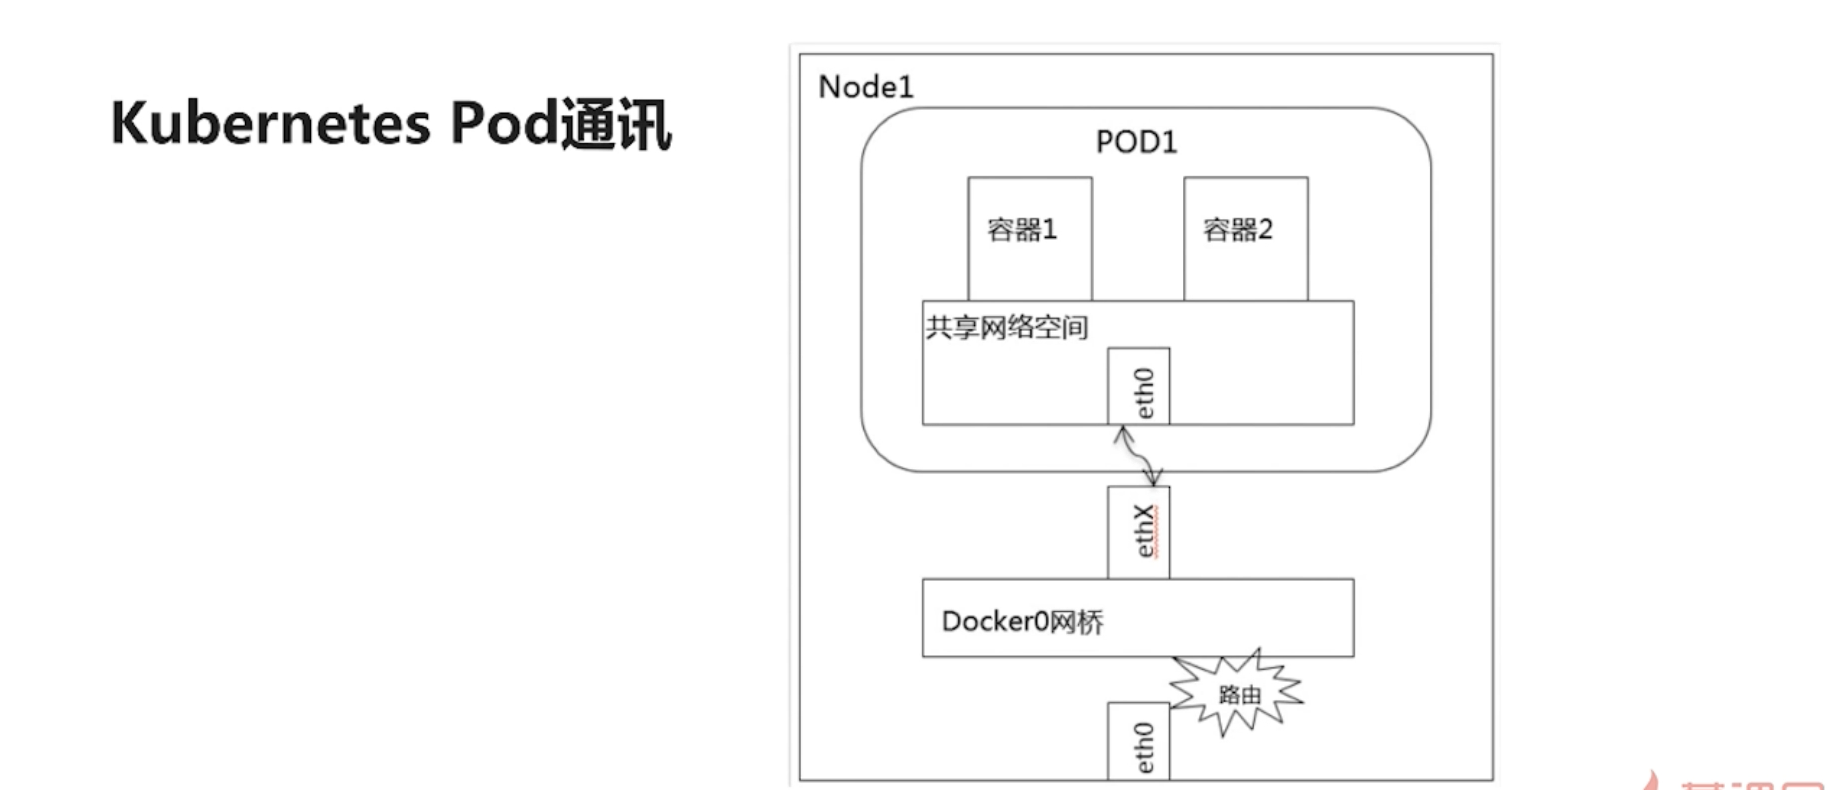 Kubernetes Pod通讯
Node1
POD1
容器1
容器2
共享网络空间
eth0
ethX
Docker0网桥
路由
eth0